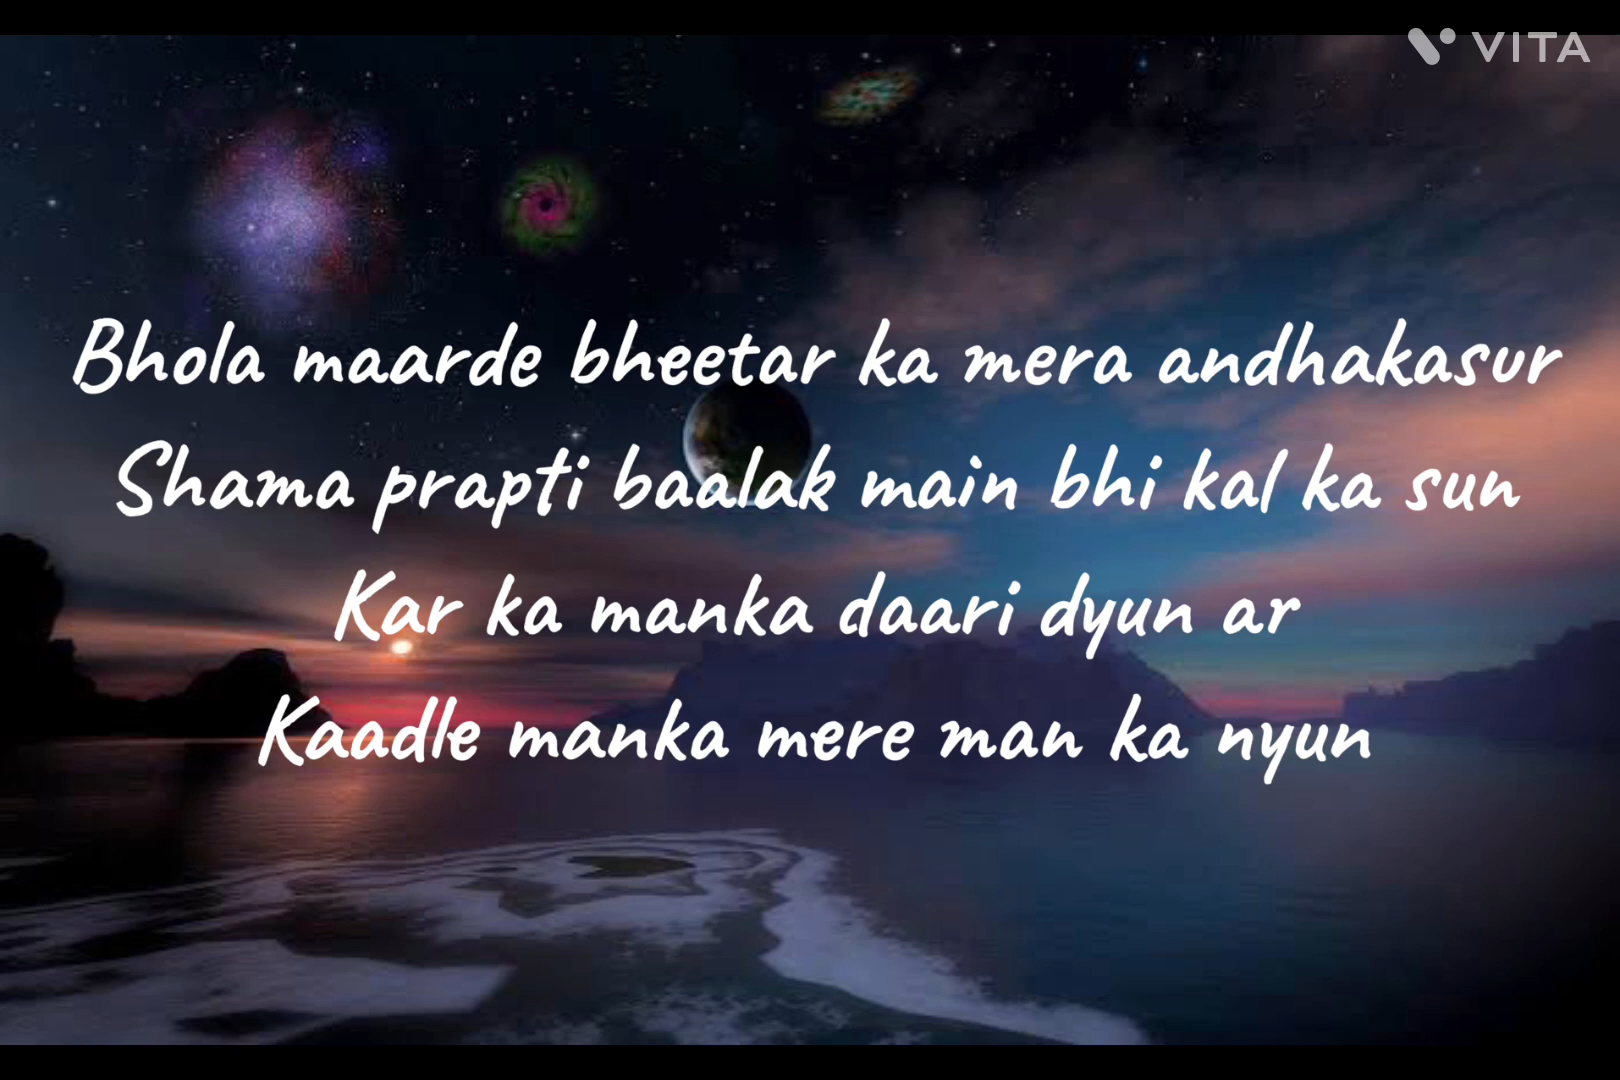 VITA
Bhola maarde bheetar ka mera andhakasur
Shama prapti baalak main bhi kal ka sun
Kar ka manka daari dyun ar
Kaadle manka mere man ka nyun